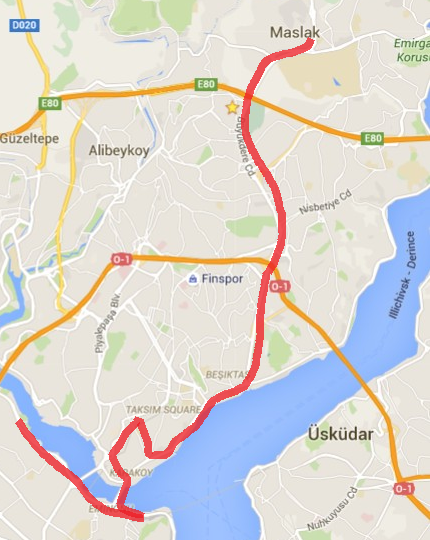 D020
Maslak
Emirga
Korusu
E80
E80
Büyükdere Cd
E80
Güzeltepe
Alibeykoy
Nisbetiye Cd
Illichivsk - Derince
O-1
Finspor
O-1
Piyalepaşa Blv
BEŞIKTAŞ
TAKSIM SQUARE
Üsküdar
KARAKOY
O-1
Nuhkuyusu Cd